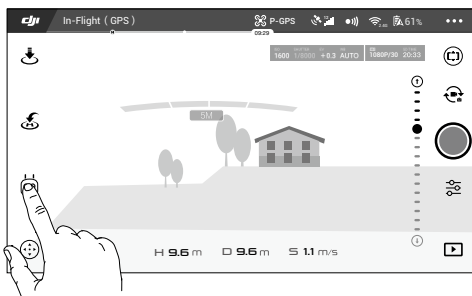 dji In-Flight ( GPS ) P-GPS 61%
09:29
1600 1/8000 +0.3 AUTO 1080P/30 20:33
5M
H 9.6 m D 9.6 m S 1.1 m/s